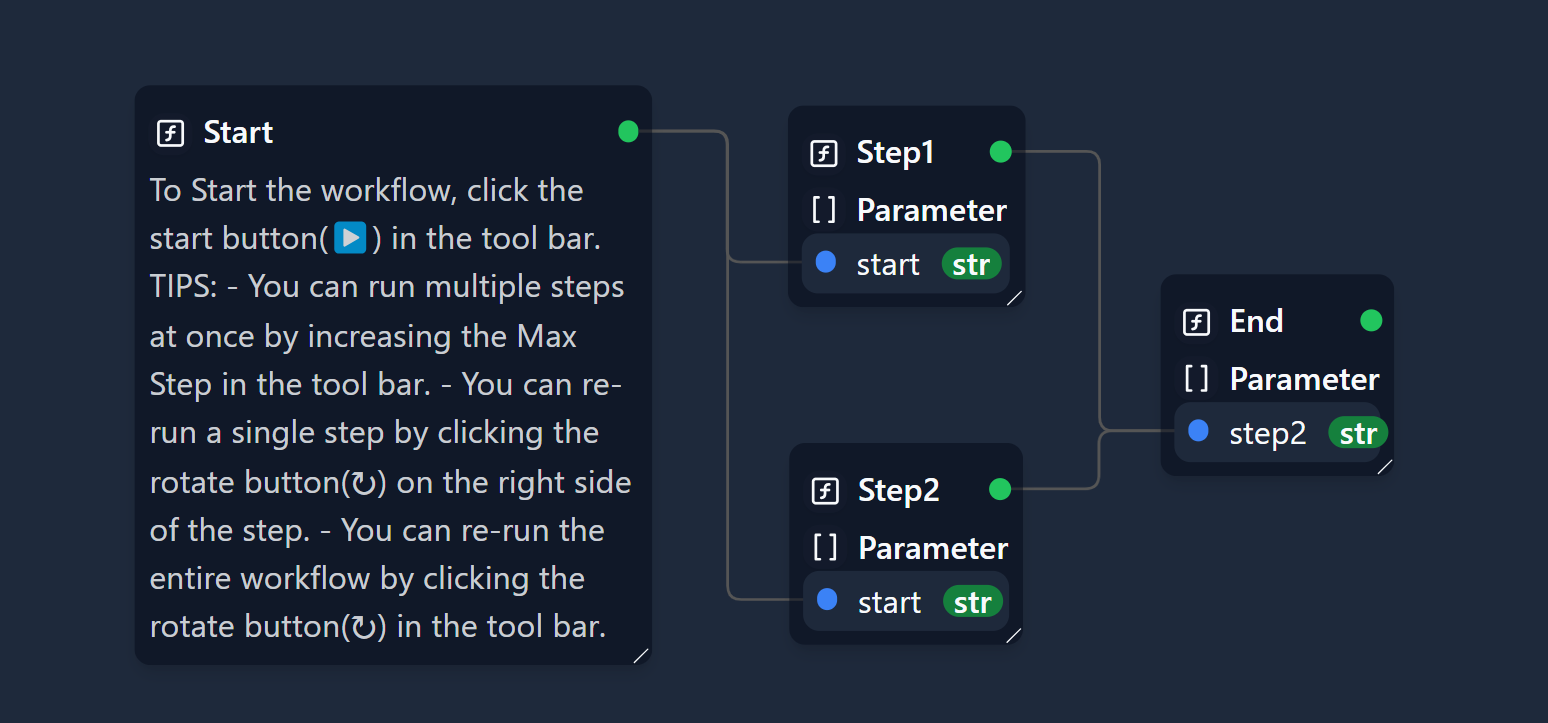 Start
To Start the workflow, click the
start button(▶️) in the tool bar.
TIPS: - You can run multiple steps
at once by increasing the Max
Step in the tool bar. - You can re-
run a single step by clicking the
rotate button(↻) on the right side
of the step. - You can re-run the
entire workflow by clicking the
rotate button(↻) in the tool bar.
Step1
[] Parameter
start str
Step2
[] Parameter
start str
End
[] Parameter
step2 str